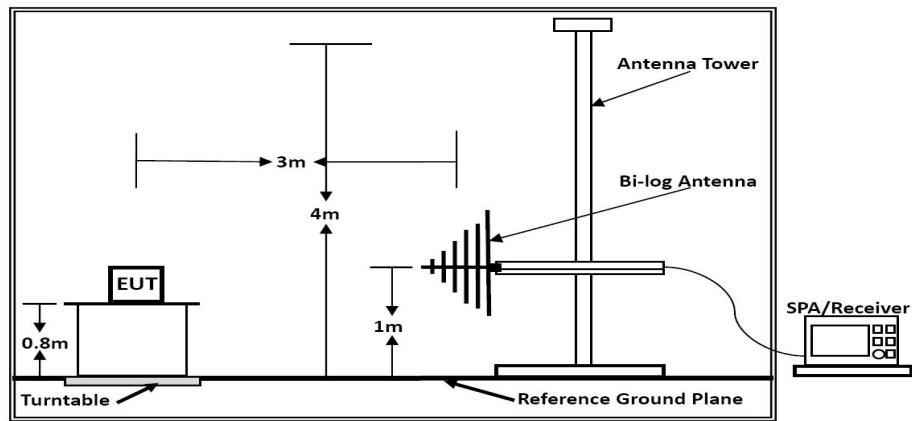 Antenna Tower
3m
Bi-log Antenna
4m
EUT
SPA/Receiver
0.8m
1m
Turntable
Reference Ground Plane